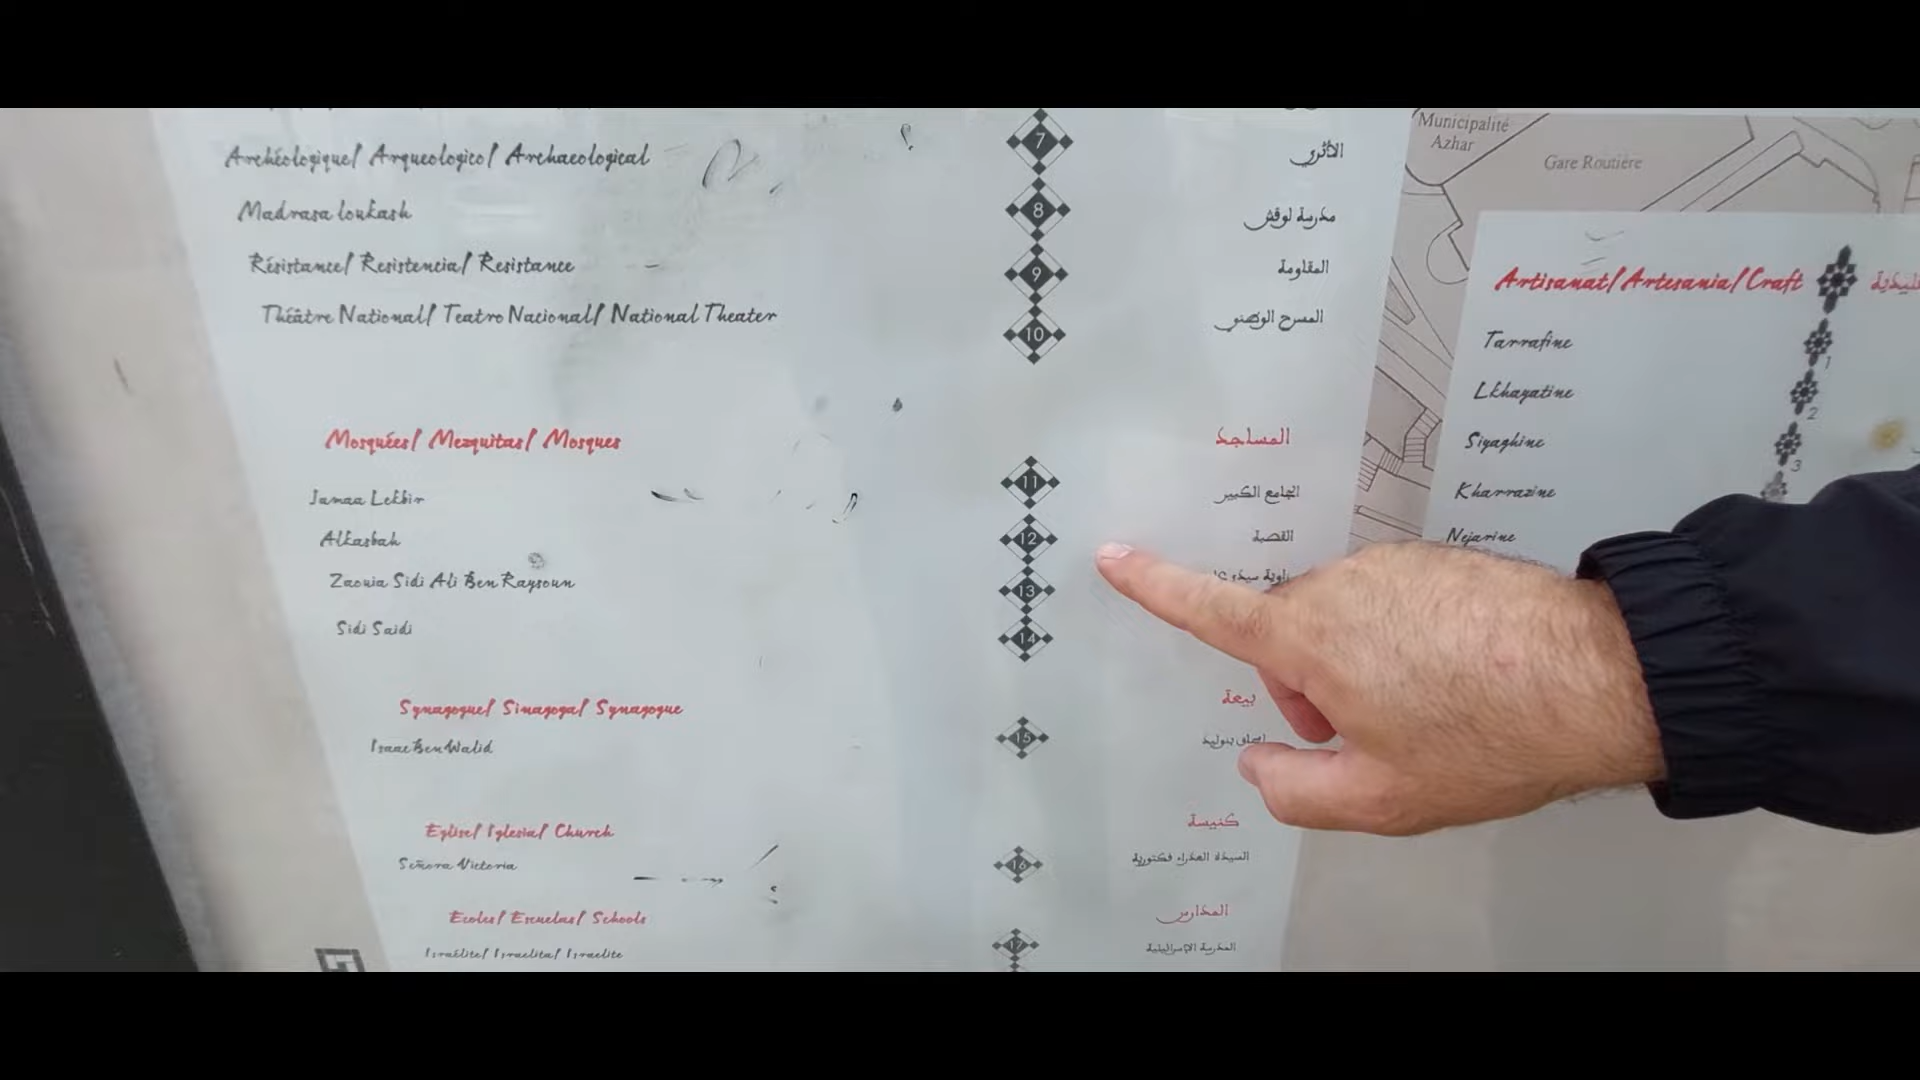 Archéologique/ Arqueologico/ Archaeological 7 الأثري
Madrasa loukash 8 مدرسة لوقش
Résistance/ Resistencia/ Resistance 9 المقاومة
Théâtre National/ Teatro Nacional/ National Theater 10 المسرح الوطني
Mosquées/ Mezquitas/ Mosques المساجد
Jamaa Lekbir 11 الجامع الكبير
Alkasbah 12 القصبة
Zaouia Sidi Ali Ben Raysoun 13 زاوية سيدي
Sidi Saidi 14
Synagogue/ Sinagoga/ Synagogue بيعة
Isaac Ben Walid 15 إسحاق بنوليد
Eglise/ Iglesia/ Church كنيسة
Señora Victoria 16 السيدة العذراء فكتورية
Ecoles/ Escuelas/ Schools المدارس
Israélite/ Israelita/ Israelite 17 المدرسة الإسرائيلية
Municipalité
Azhar
Gare Routière
Artisanat/ Artesania/ Craft
Tarrafine 1
Lkhayatine 2
Siyaghine 3
Kharrazine
Nejarine